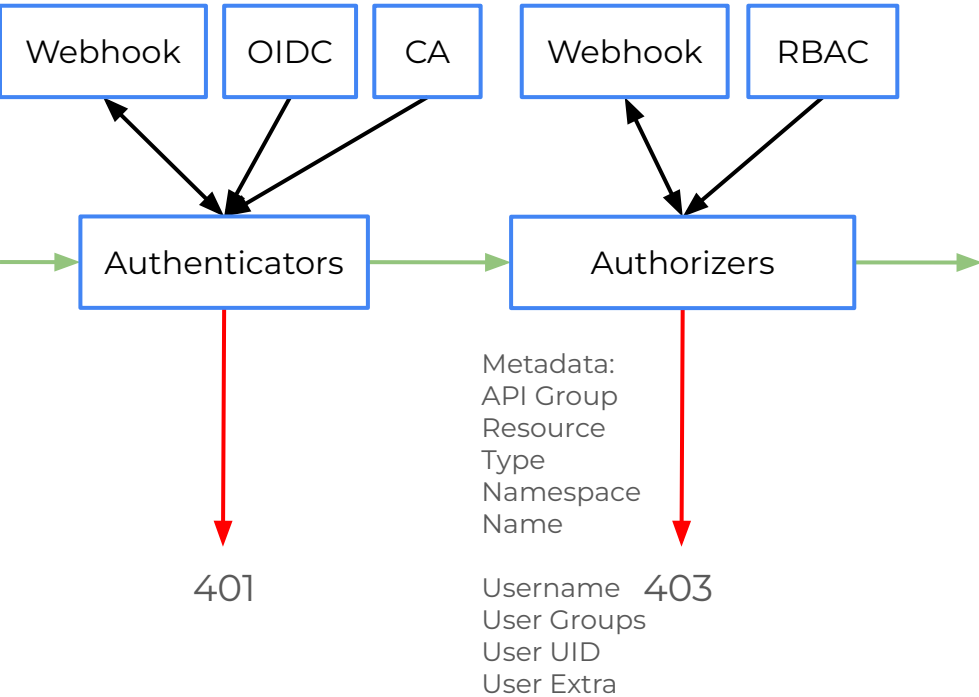 Webhook
OIDC
CA
Webhook
RBAC
Authenticators
Authorizers
Metadata:
API Group
Resource
Type
Namespace
Name
401
Username
403
User Groups
User UID
User Extra